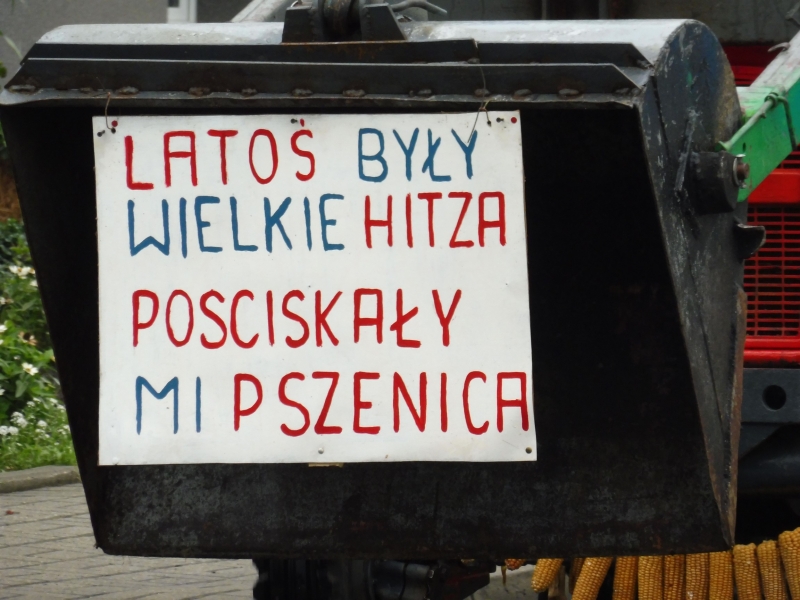 LATOŚ BYŁY
WIELKIE HITZA
POSCISKAŁY
MI PSZENICA